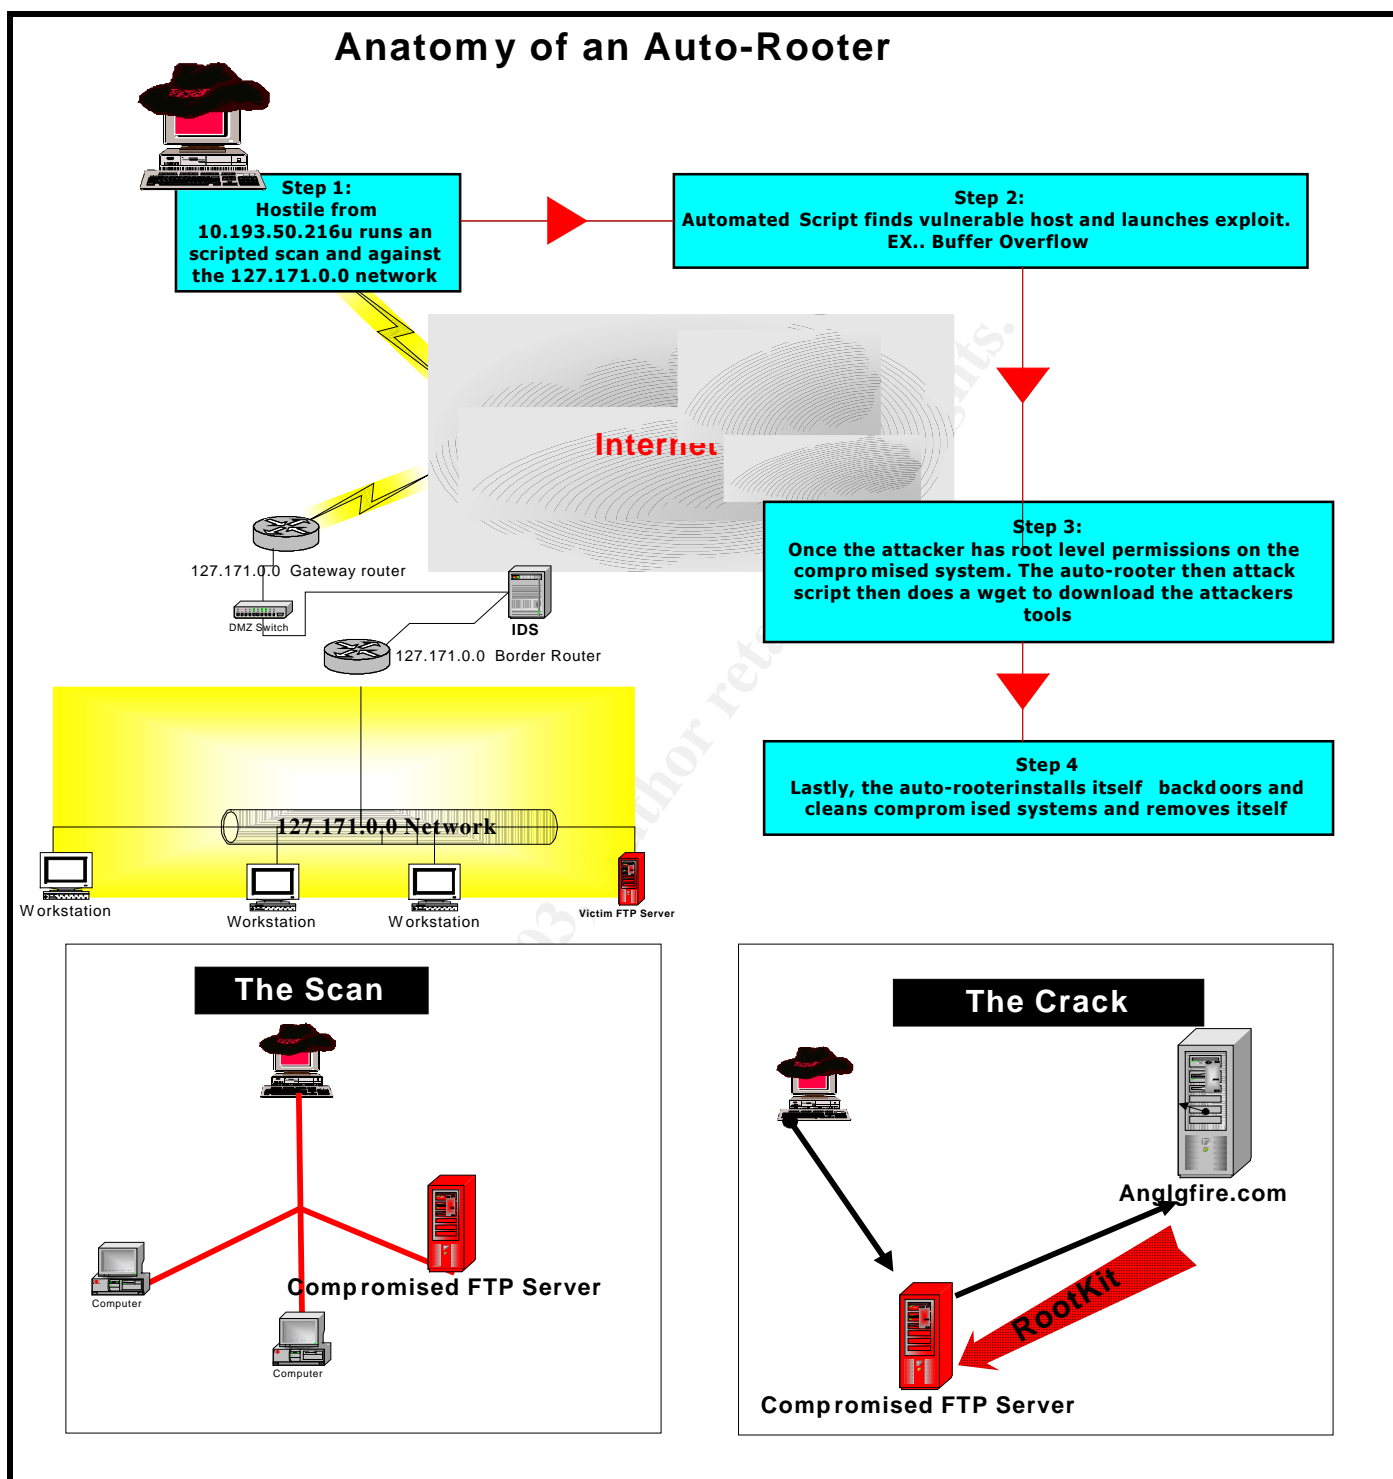 Anatomy of an Auto-Rooter
Step 1:
Hostile from
10.193.50.216u runs an
scripted scan and against
the 127.171.0.0 network
Step 2:
Automated Script finds vulnerable host and launches exploit.
EX.. Buffer Overflow
Internet
Step 3:
Once the attacker has root level permissions on the
compromised system. The auto-rooter then attack
script then does a wget to download the attackers
tools
127.171.0.0 Gateway router
DMZ Switch
IDS
127.171.0.0 Border Router
Step 4
Lastly, the auto-rooterinstalls itself backdoors and
cleans compromised systems and removes itself
127.171.0.0 Network
Workstation
Workstation
Workstation
Victim FTP Server
The Scan
Compromised FTP Server
Computer
Computer
The Crack
Anglgfire.com
RootKit
Compromised FTP Server